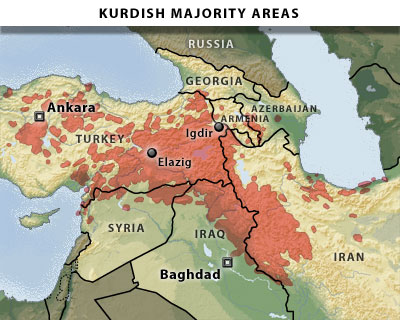 KURDISH MAJORITY AREAS
RUSSIA
GEORGIA
Ankara
AZERBAIJAN
ARMENIA
Igdir
TURKEY
Elazig
SYRIA
IRAQ
IRAN
Baghdad